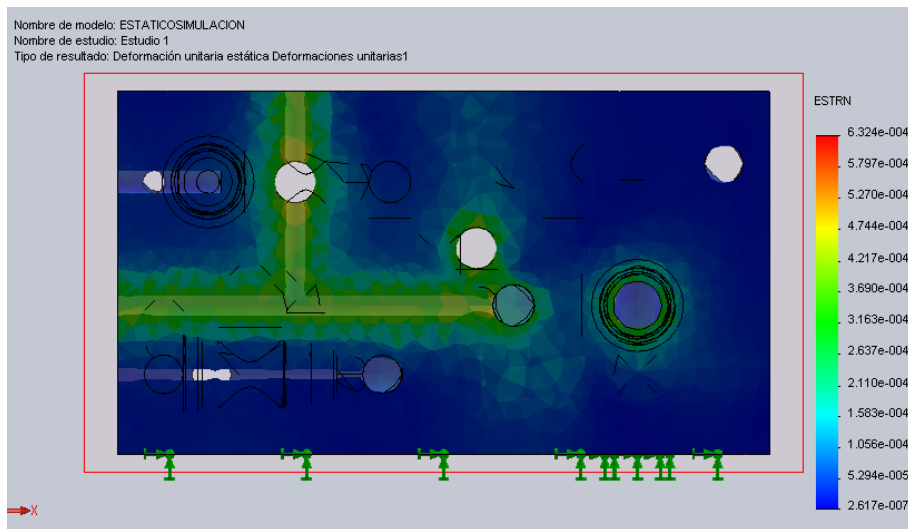 Nombre de modelo: ESTATICOSIMULACION
Nombre de estudio: Estudio 1
Tipo de resultado: Deformación unitaria estática Deformaciones unitarias1
ESTRN
6.324e-004
5.797e-004
5.270e-004
4.744e-004
4.217e-004
3.690e-004
3.163e-004
2.637e-004
2.110e-004
1.583e-004
1.056e-004
5.294e-005
2.617e-007
X